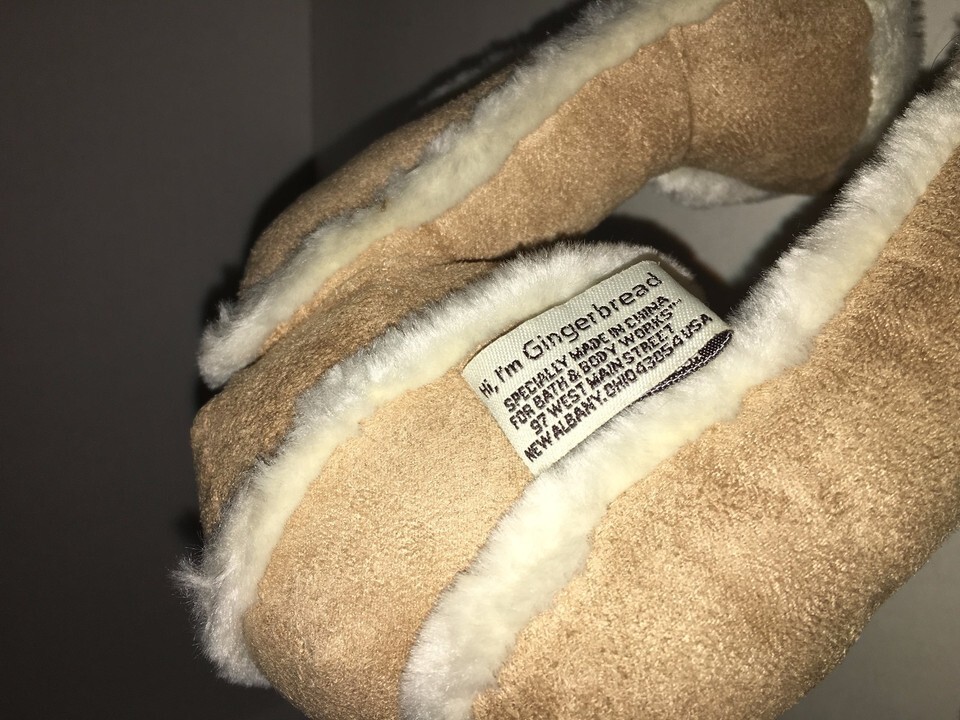 Hi, I'm Gingerbread
SPECIALLY MADE IN CHINA
FOR BATH & BODY WORKS™,
97 WEST MAIN STREET
NEW ALBANY, OHIO 43054 USA